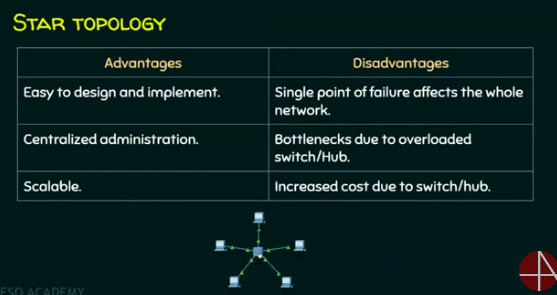 STAR TOPOLOGY
Advantages
Disadvantages
Easy to design and implement.
Single point of failure affects the whole
network.
Centralized administration.
Bottlenecks due to overloaded
switch/Hub.
Scalable.
Increased cost due to switch/hub.
ESO ACADEMY